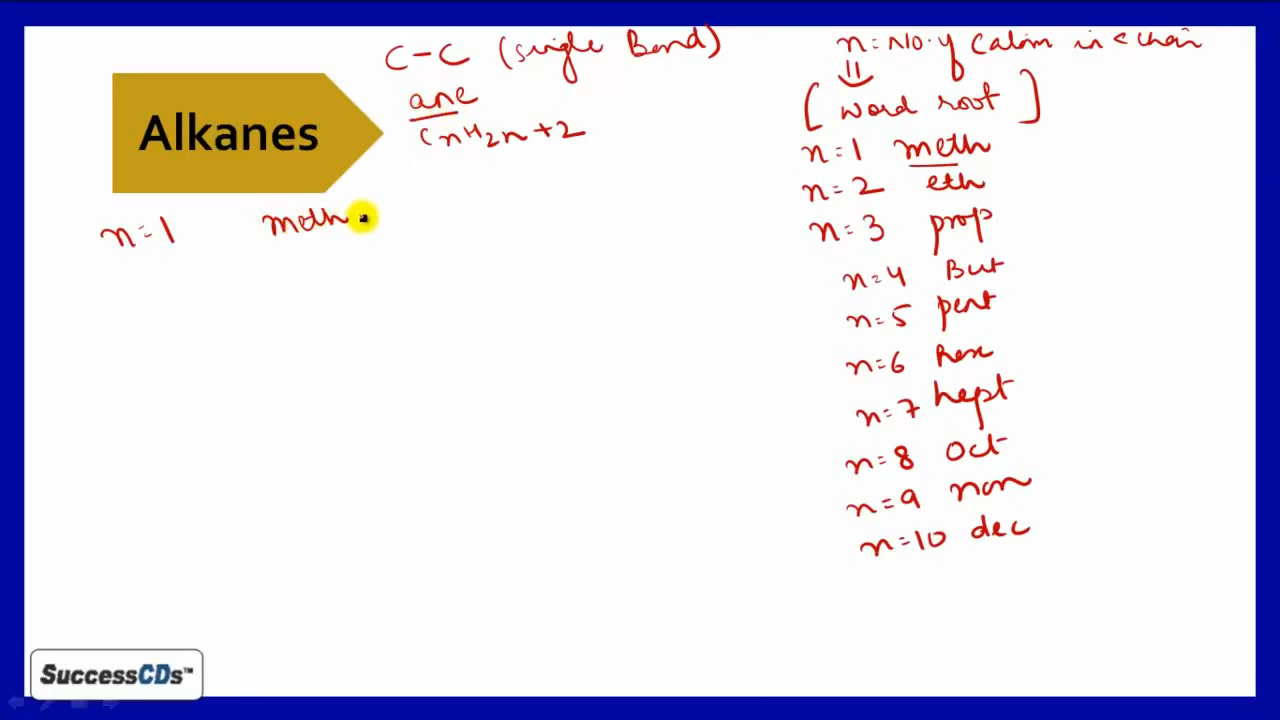 C-C (Single Bond)
ane
CnH2n+2
Alkanes
n=1 meth
n=No. of C atom in c chain
[word root]
n=1 meth
n=2 eth
n=3 prop
n=4 But
n=5 pent
n=6 Hex
n=7 hept
n=8 Oct
n=9 non
n=10 dec
SuccessCDs™